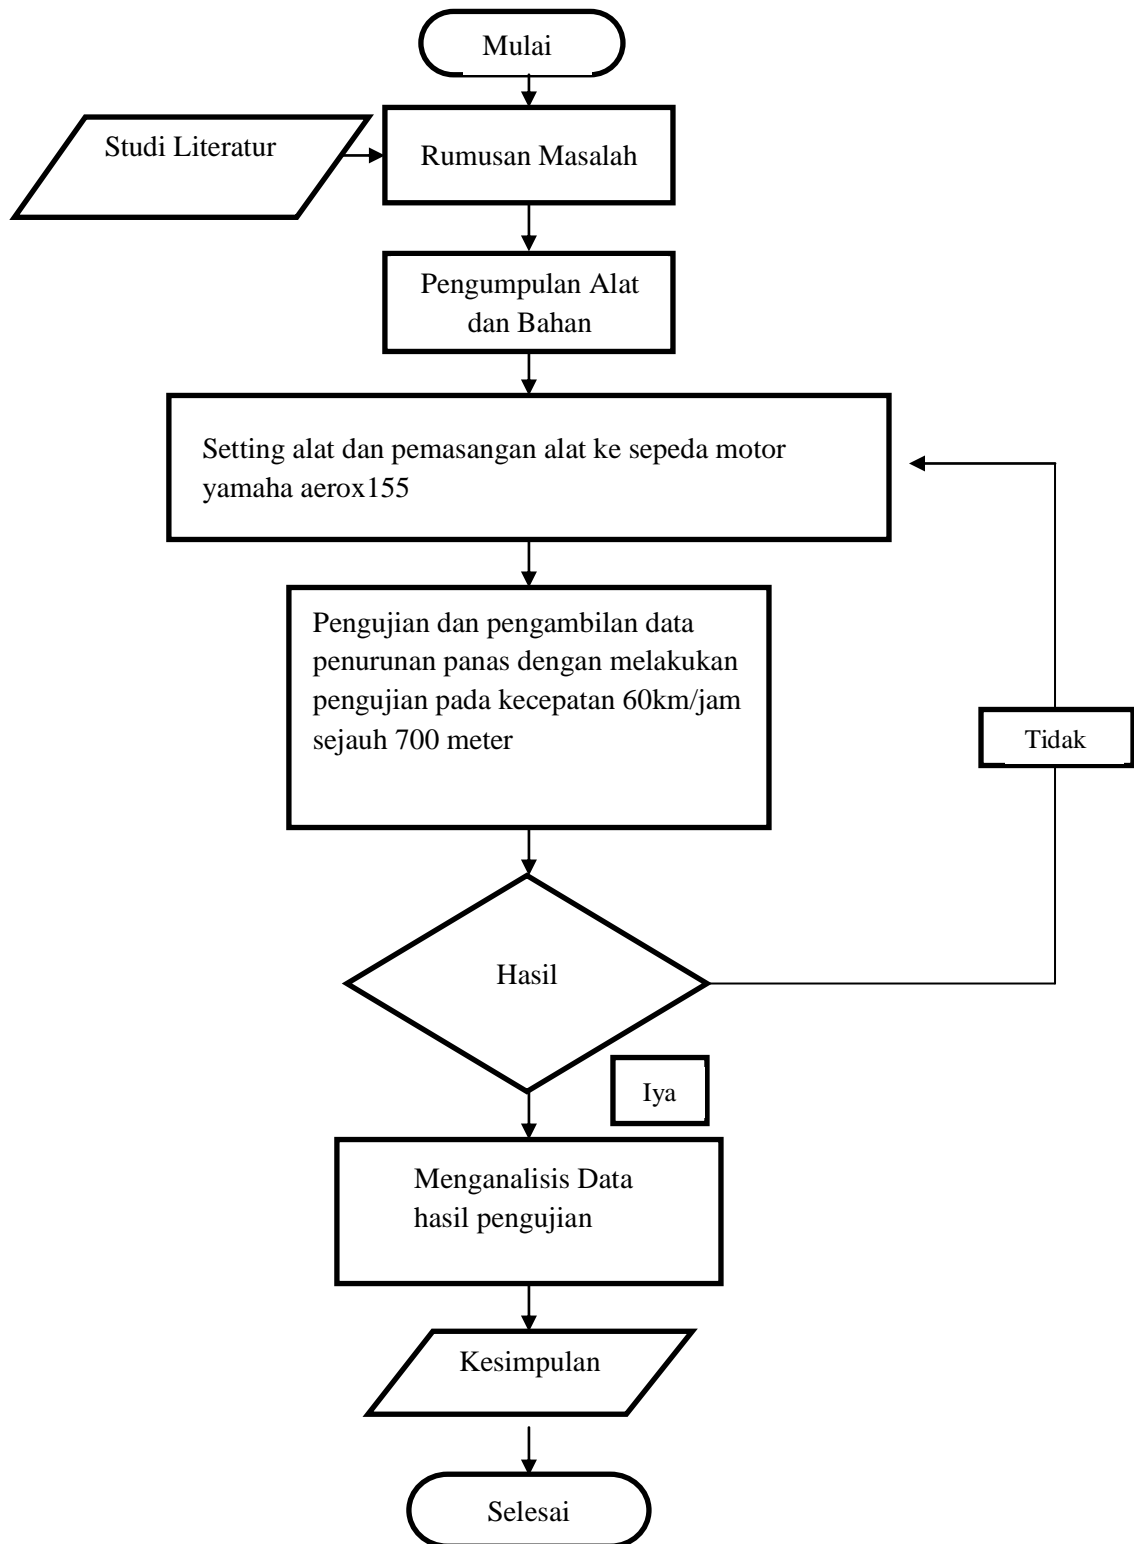 Mulai
Studi Literatur
Rumusan Masalah
Pengumpulan Alat
dan Bahan
Setting alat dan pemasangan alat ke sepeda motor
yamaha aerox155
Pengujian dan pengambilan data
penurunan panas dengan melakukan
pengujian pada kecepatan 60km/jam
sejauh 700 meter
Tidak
Hasil
Iya
Menganalisis Data
hasil pengujian
Kesimpulan
Selesai